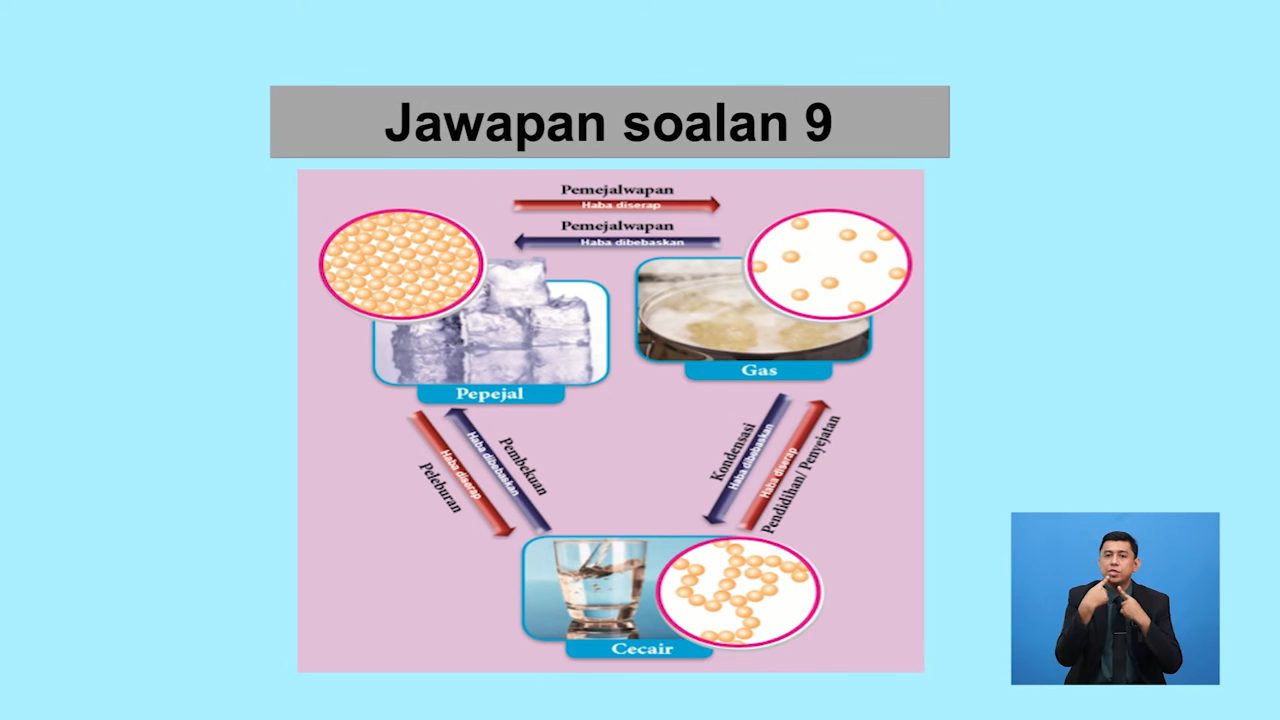 Jawapan soalan 9
Pemejalwapan
Haba diserap
Pemejalwapan
Haba dibebaskan
Pepejal
Gas
Haba diserap
Peleburan
Pembekuan
Haba dibebaskan
Kondensasi
Haba dibebaskan
Haba diserap
Pendidihan/ Penyejatan
Cecair